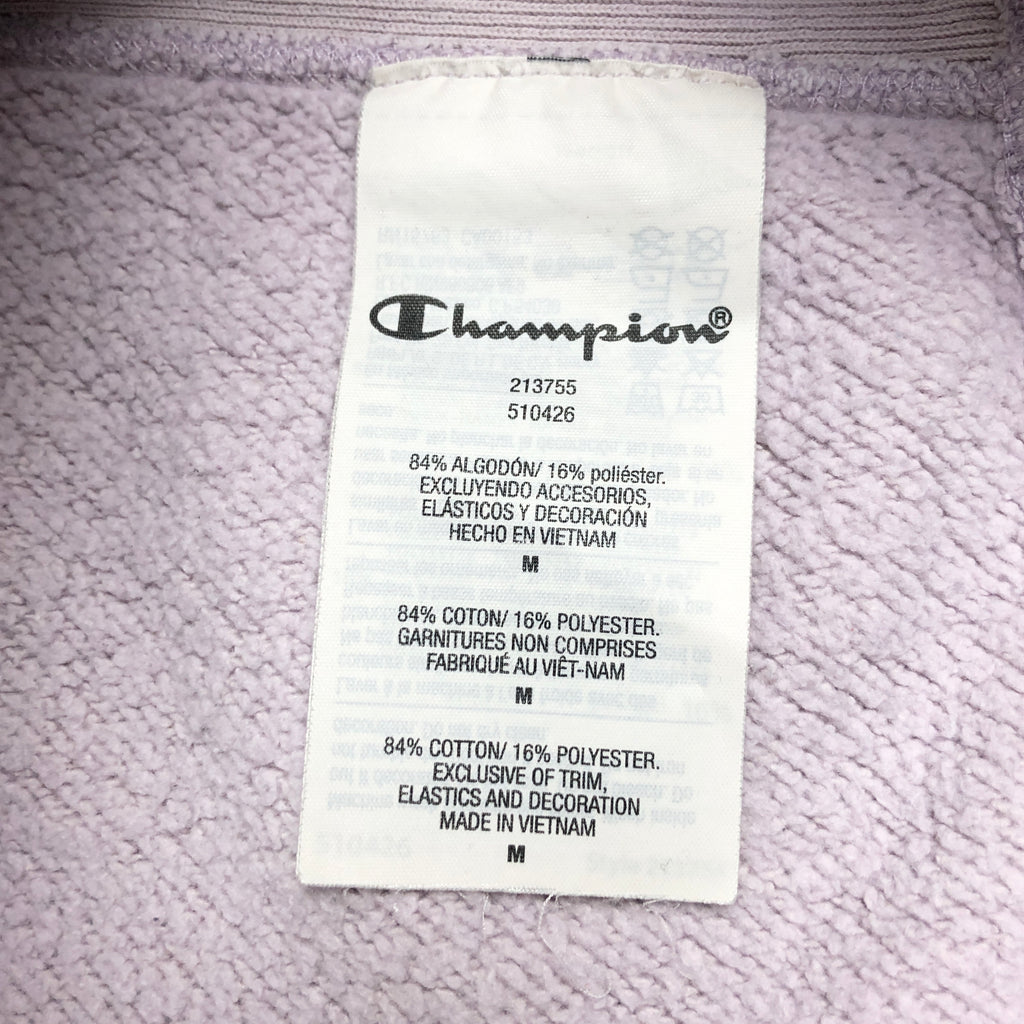 Champion®
213755
510426
84% ALGODÓN/ 16% poliéster.
EXCLUYENDO ACCESORIOS,
ELÁSTICOS Y DECORACIÓN
HECHO EN VIETNAM
M
84% COTON/ 16% POLYESTER.
GARNITURES NON COMPRISES
FABRIQUÉ AU VIÊT-NAM
M
84% COTTON/ 16% POLYESTER.
EXCLUSIVE OF TRIM,
ELASTICS AND DECORATION
MADE IN VIETNAM
M